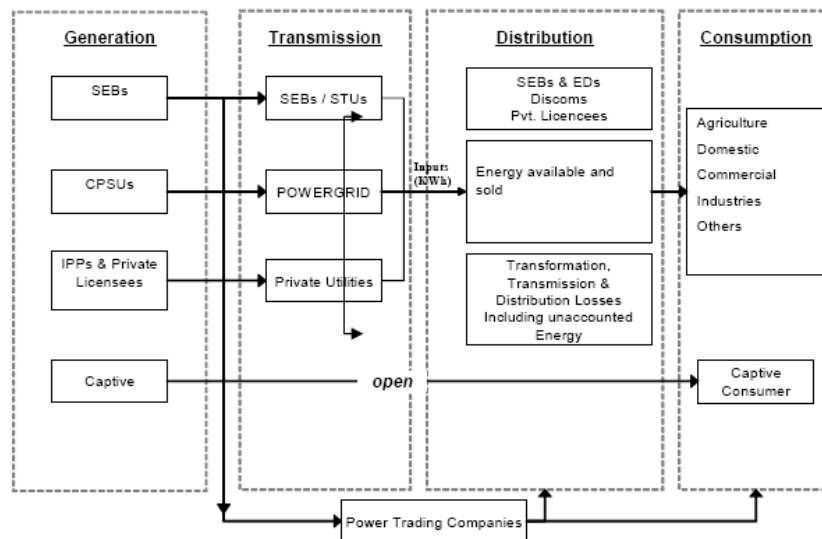 Generation
SEBs
CPSUs
IPPs & Private
Licensees
Captive
Transmission
SEBs / STUs
POWERGRID
Private Utilities
open
Inputs
(KWh)
Distribution
SEBs & EDs
Discoms
Pvt. Licencees
Energy available and
sold
Transformation,
Transmission &
Distribution Losses
Including unaccounted
Energy
Consumption
Agriculture
Domestic
Commercial
Industries
Others
Captive
Consumer
Power Trading Companies